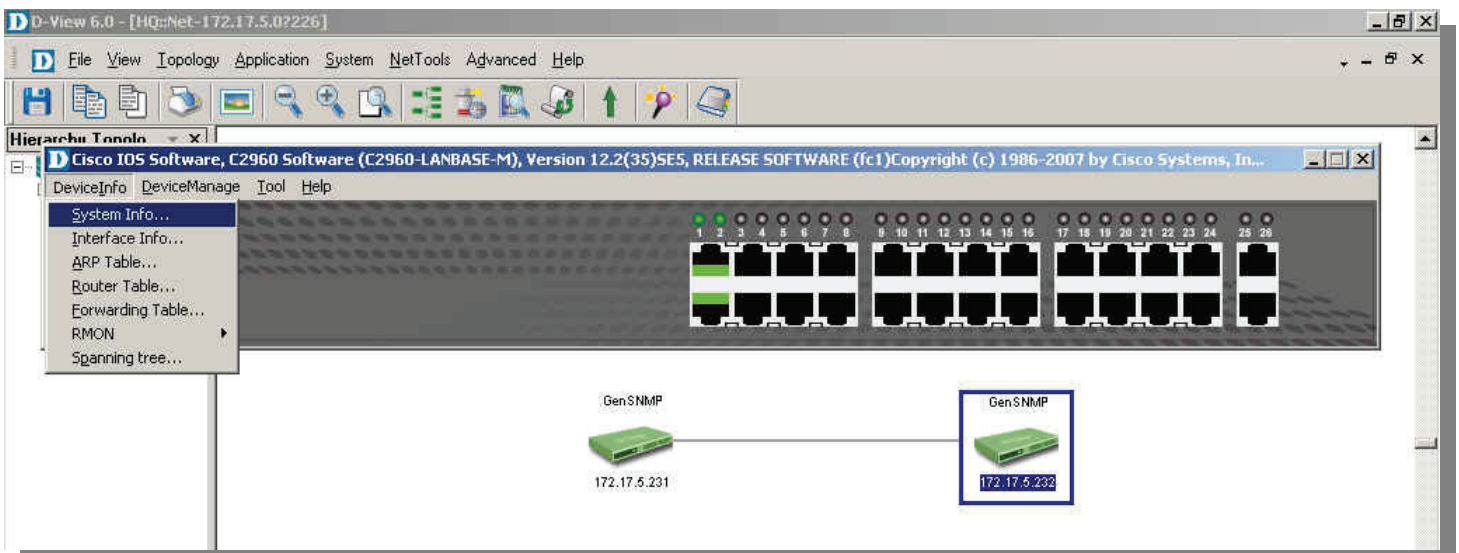 D-View 6.0 - [HQ::Net-172.17.5.0?226]
File View Topology Application System NetTools Advanced Help
Hierarchy Topolo
Cisco IOS Software, C2960 Software (C2960-LANBASE-M), Version 12.2(35)SE5, RELEASE SOFTWARE (fc1)Copyright (c) 1986-2007 by Cisco Systems, In...
DeviceInfo DeviceManage Tool Help
System Info...
Interface Info...
ARP Table...
Router Table...
Forwarding Table...
RMON
Spanning tree...
1 2 3 4 5 6 7 8 9 10 11 12 13 14 15 16 17 18 19 20 21 22 23 24 25 26
GenSNMP GenSNMP
172.17.5.231 172.17.5.232